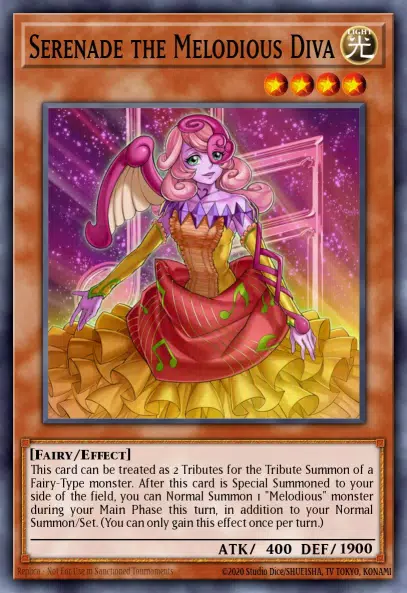 SERENADE THE MELODIOUS DIVA
LIGHT
光
[FAIRY/EFFECT]
This card can be treated as 2 Tributes for the Tribute Summon of a
Fairy-Type monster. After this card is Special Summoned to your
side of the field, you can Normal Summon 1 "Melodious" monster
during your Main Phase this turn, in addition to your Normal
Summon/Set. (You can only gain this effect once per turn.)
ATK/ 400 DEF/1900
Replica - Not For Use in Sanctioned Tournaments
©2020 Studio Dice/SHUEISHA, TV TOKYO, KONAMI